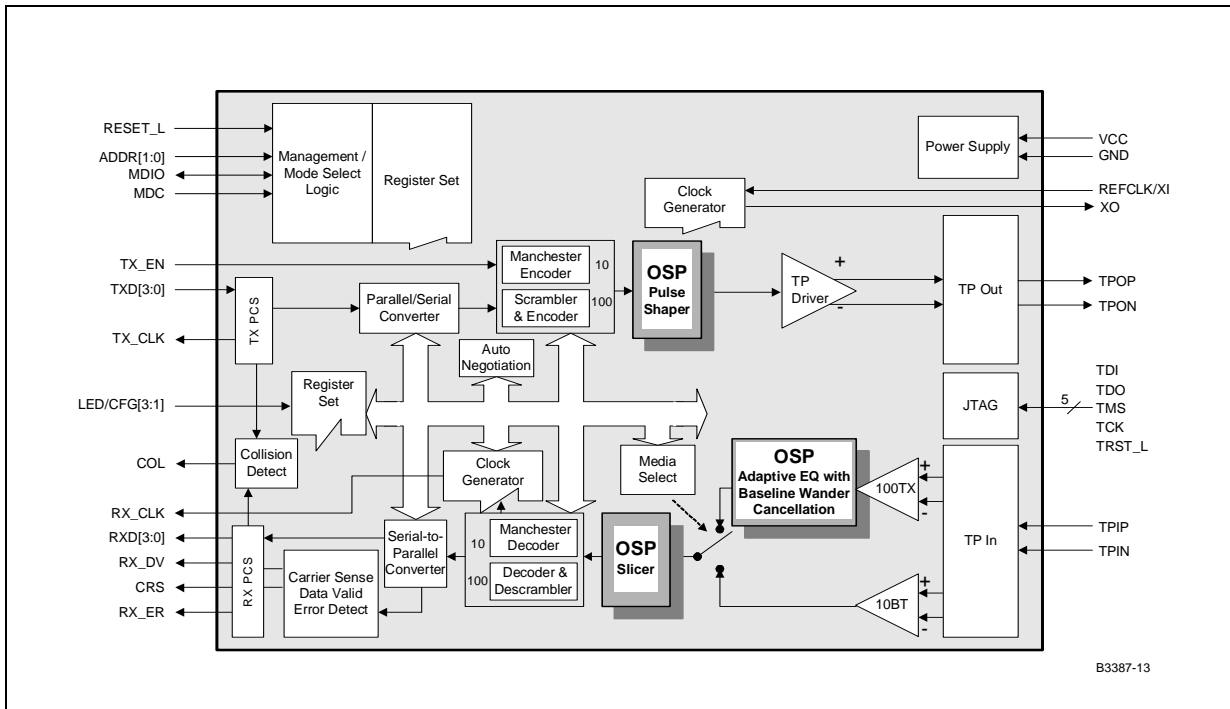 RESET_L
ADDR[1:0]
MDIO
MDC
Management /
Mode Select
Logic
Register Set
Power Supply
VCC
GND
Clock
Generator
REFCLK/XI
XO
TX_EN
TXD[3:0]
TX_CLK
TX PCS
Parallel/Serial
Converter
Manchester
Encoder
10
Scrambler
& Encoder
100
OSP
Pulse
Shaper
TP
Driver
+
-
TP Out
TPOP
TPON
Auto
Negotiation
LED/CFG[3:1]
Register
Set
JTAG
5
TDI
TDO
TMS
TCK
TRST_L
COL
Collision
Detect
Clock
Generator
Media
Select
OSP
Adaptive EQ with
Baseline Wander
Cancellation
100TX
+
-
TP In
TPIP
TPIN
RX_CLK
RXD[3:0]
RX_DV
CRS
RX_ER
RX PCS
Carrier Sense
Data Valid
Error Detect
Serial-to-
Parallel
Converter
10
Manchester
Decoder
100
Decoder &
Descrambler
OSP
Slicer
10BT
+
-
B3387-13